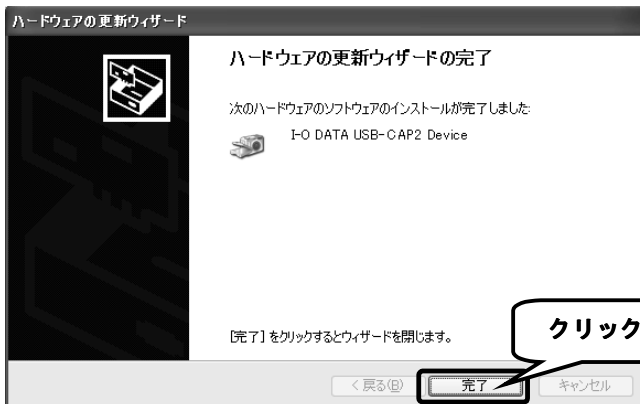 ハードウェアの更新ウィザード
ハードウェアの更新ウィザードの完了
次のハードウェアのソフトウェアのインストールが完了しました:
I-O DATA USB-CAP2 Device
[完了] をクリックするとウィザードを閉じます。
クリック
< 戻る(B)
完了
キャンセル